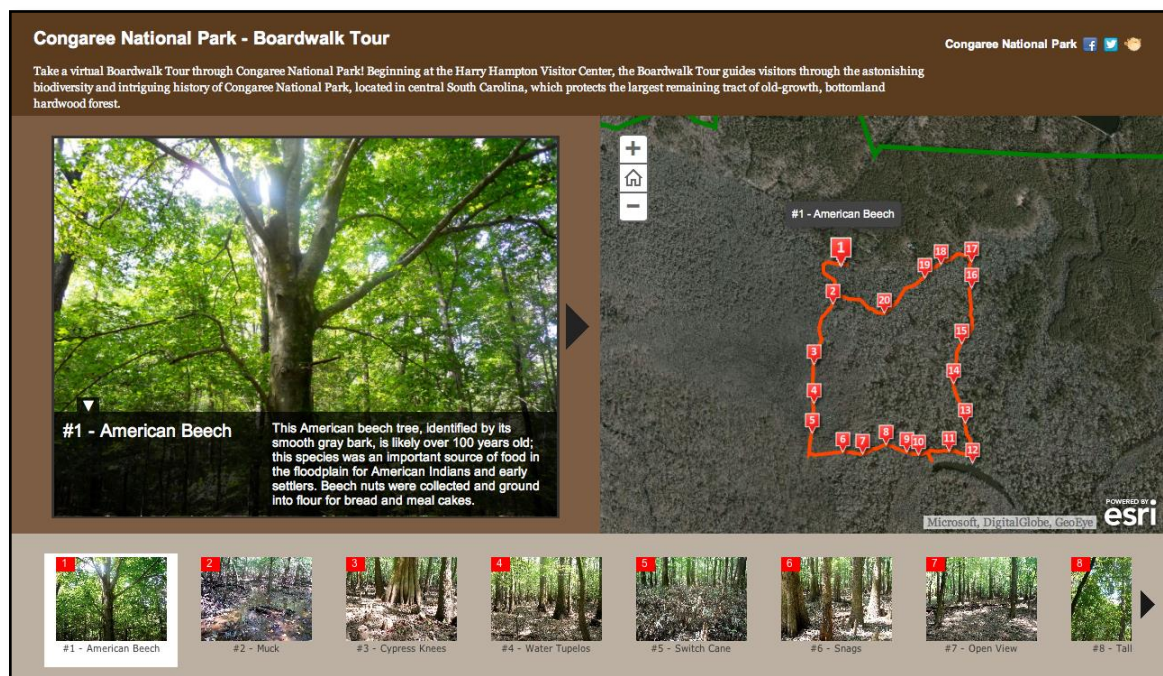 Congaree National Park - Boardwalk Tour
Congaree National Park
Take a virtual Boardwalk Tour through Congaree National Park! Beginning at the Harry Hampton Visitor Center, the Boardwalk Tour guides visitors through the astonishing
biodiversity and intriguing history of Congaree National Park, located in central South Carolina, which protects the largest remaining tract of old-growth, bottomland
hardwood forest.
#1 - American Beech
This American beech tree, identified by its
smooth gray bark, is likely over 100 years old;
this species was an important source of food in
the floodplain for American Indians and early
settlers. Beech nuts were collected and ground
into flour for bread and meal cakes.
+
−
#1 - American Beech
1
18
17
19
16
2
20
15
3
14
4
13
5
8
6
7
9
10
11
12
POWERED BY
esri
Microsoft, DigitalGlobe, GeoEye
1
2
3
4
5
6
7
8
#1 - American Beech
#2 - Muck
#3 - Cypress Knees
#4 - Water Tupelos
#5 - Switch Cane
#6 - Snags
#7 - Open View
#8 - Tall